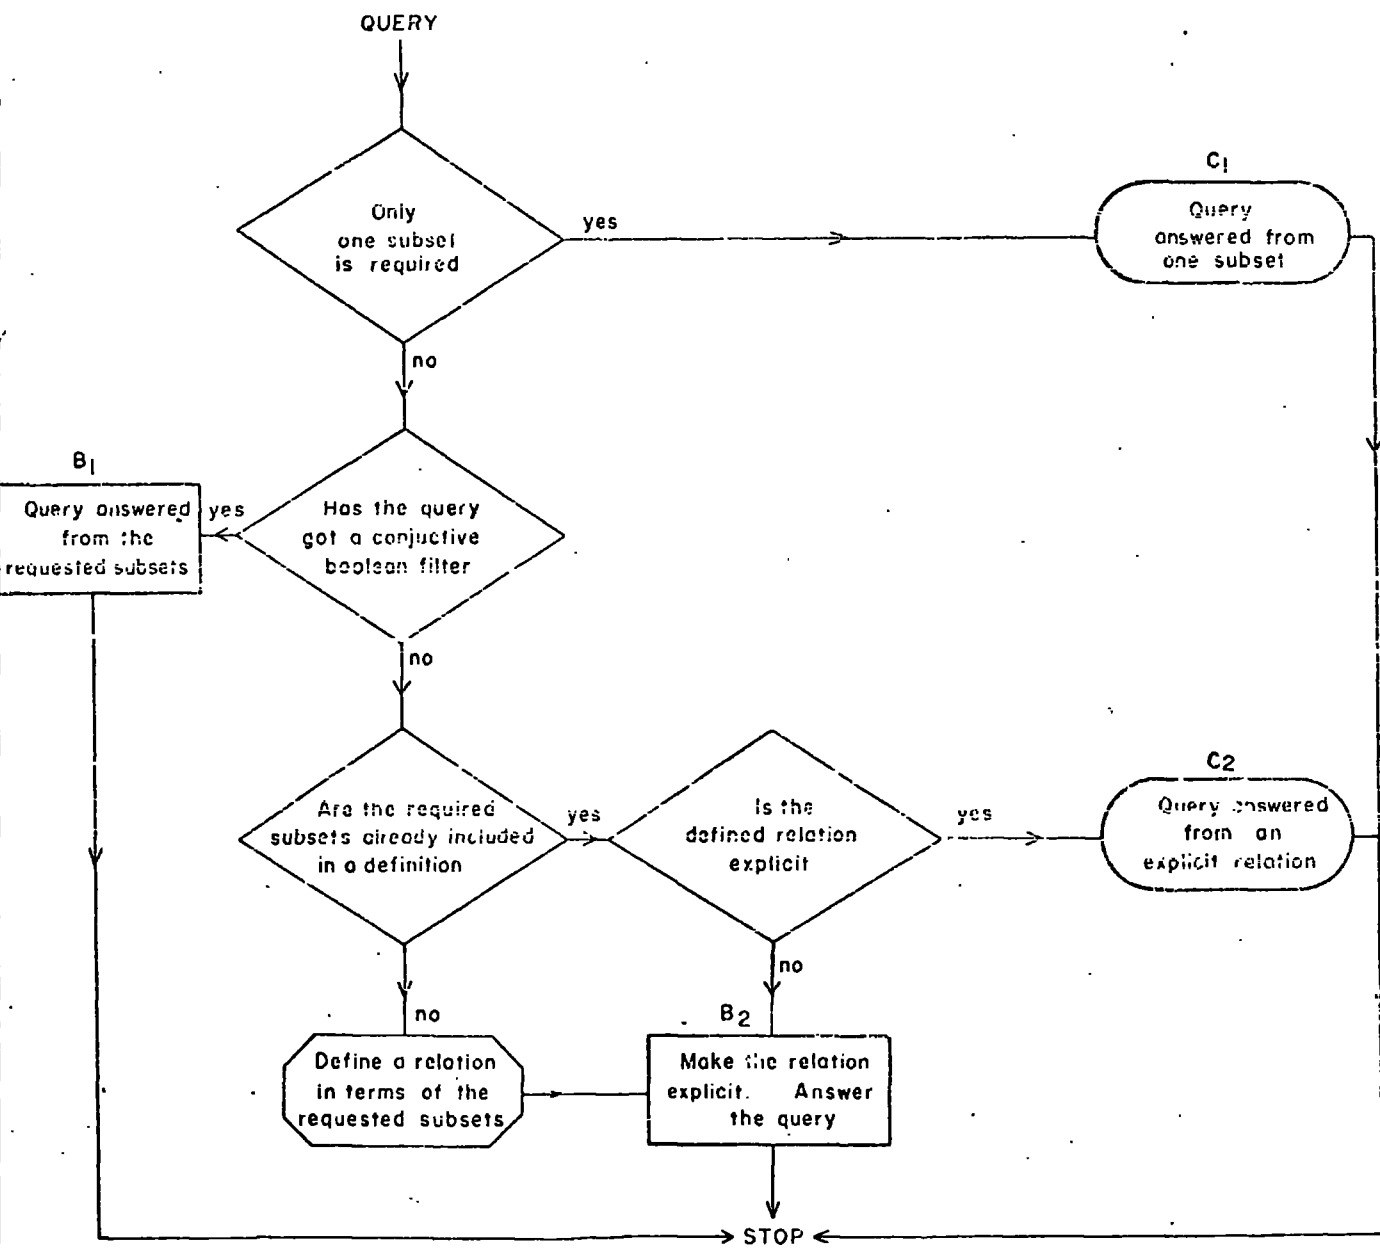 QUERY
Only
one subset
is required
yes
C1
Query
answered from
one subset
no
B1
Query answered
from the
requested subsets
yes
Has the query
got a conjuctive
boolean filter
no
Are the required
subsets already included
in a definition
yes
Is the
defined relation
explicit
yes
C2
Query answered
from an
explicit relation
no
no
B2
Define a relation
in terms of the
requested subsets
Make the relation
explicit. Answer
the query
STOP